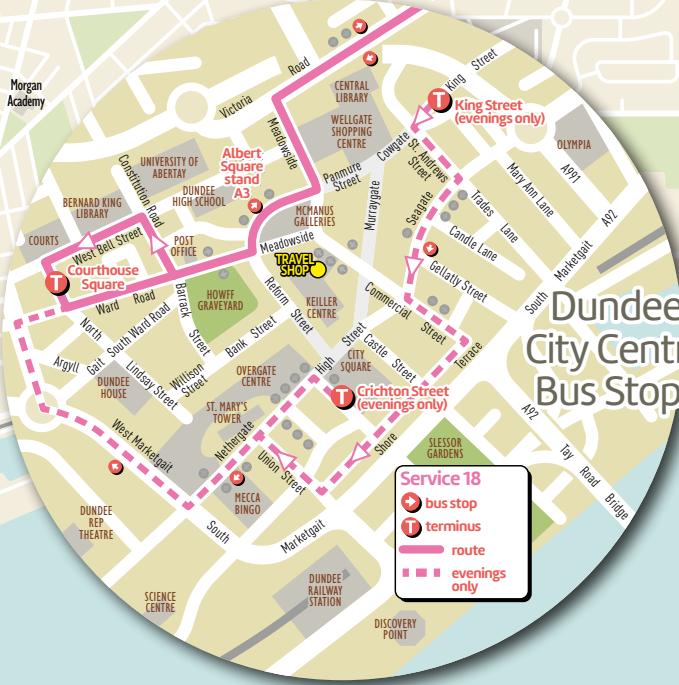 Morgan
Academy
Victoria
Road
CENTRAL
LIBRARY
King Street
King Street
(evenings only)
WELLGATE
SHOPPING
CENTRE
Meadowside
Cowgate
St. Andrews
Street
OLYMPIA
A991
Mary Ann Lane
A92
Albert
Square
stand
A3
UNIVERSITY OF
ABERTAY
Constitution Road
DUNDEE
HIGH SCHOOL
Panmure
Street
Murraygate
Seagate
Trades
Lane
BERNARD KING
LIBRARY
MCMANUS
GALLERIES
COURTS
West Bell Street
POST
OFFICE
Meadowside
Candle Lane
Gellatly Street
South Marketgait
TRAVEL
SHOP
Courthouse
Square
Ward Road
Barrack
Street
HOWFF
GRAVEYARD
Reform Street
KEILLER
CENTRE
Commercial Street
Dundee
City Centr
Bus Stop
North
South Ward Road
Bank Street
High Street
Castle Street
Terrace
Argyll
Gait
Lindsay Street
Willison
Street
OVERGATE
CENTRE
CITY
SQUARE
DUNDEE
HOUSE
T
Crichton Street
(evenings only)
ST. MARY'S
TOWER
A92
West Marketgait
Nethergate
Union Street
Shore
SLESSOR
GARDENS
Tay Road Bridge
MECCA
BINGO
Service 18
bus stop
T
terminus
route
evenings
only
DUNDEE
REP
THEATRE
South
Marketgait
DUNDEE
RAILWAY
STATION
SCIENCE
CENTRE
DISCOVERY
POINT
T
T